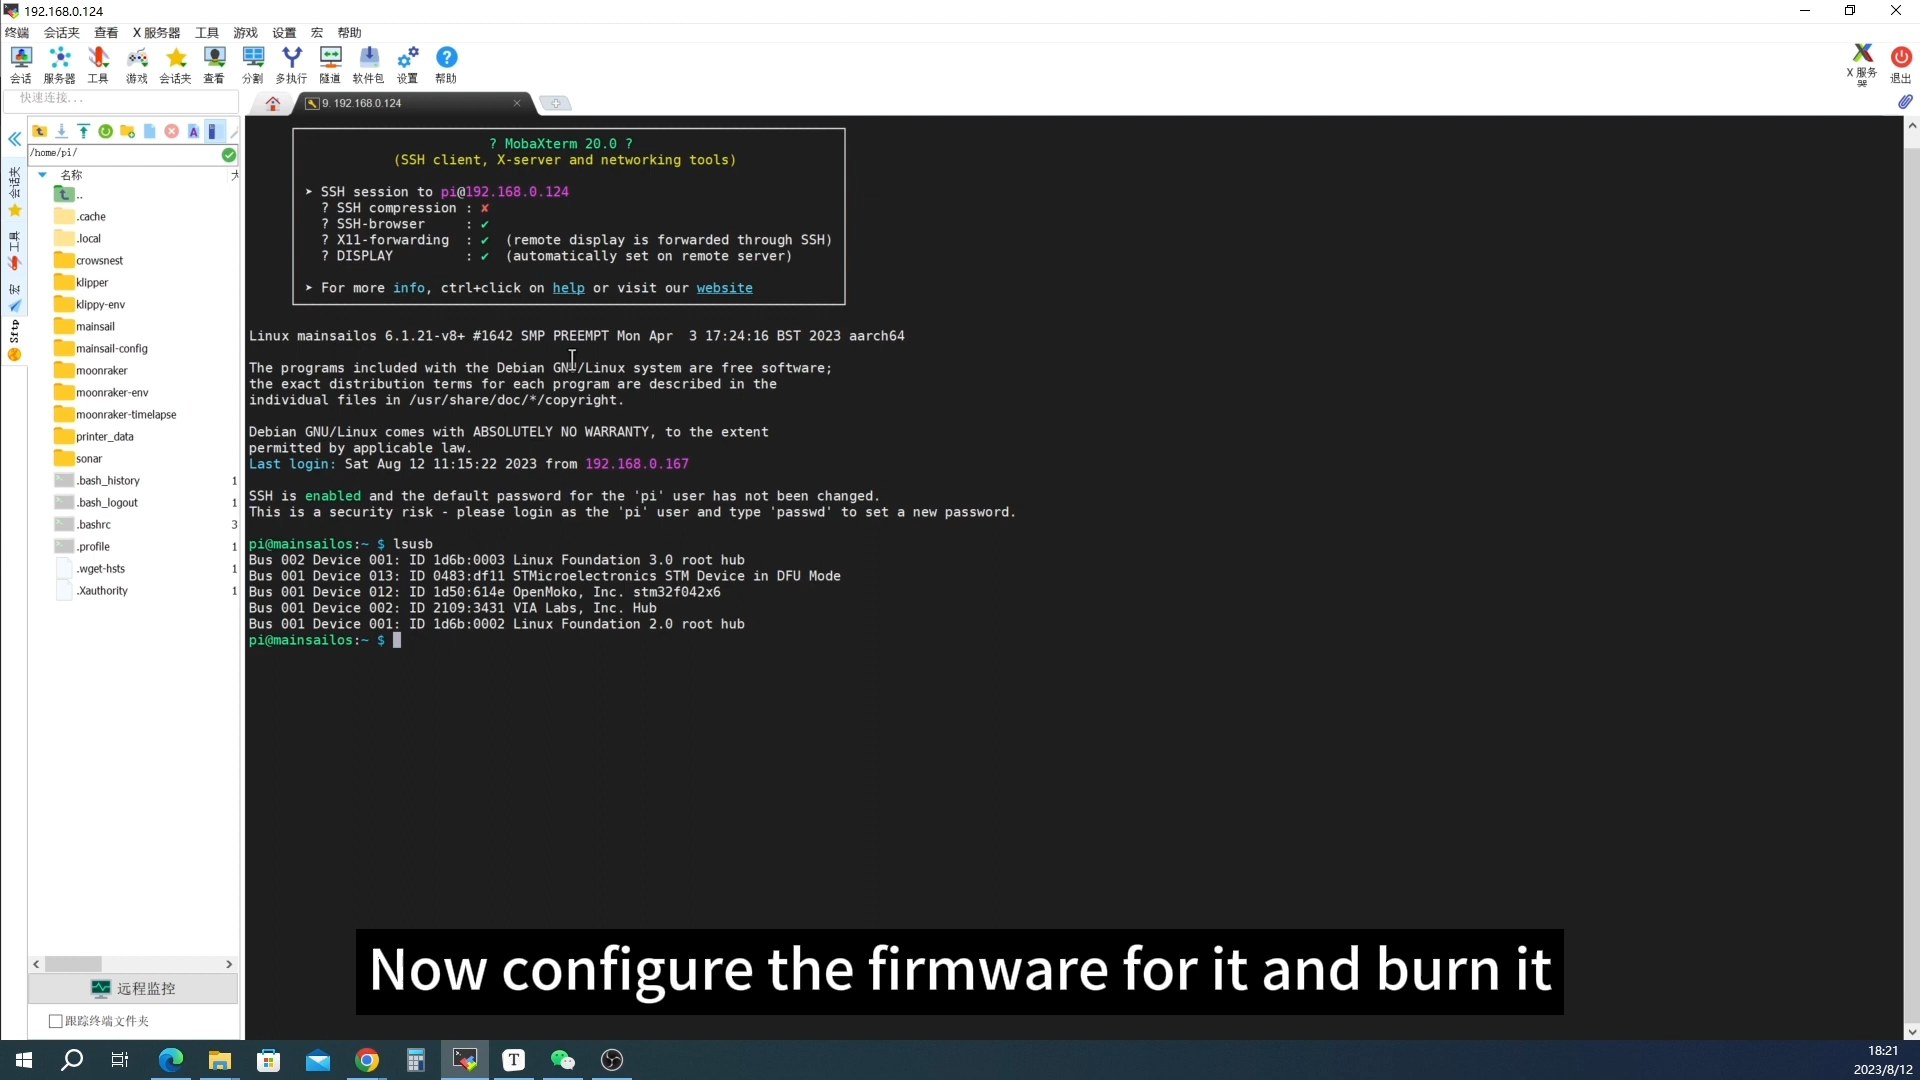 192.168.0.124
终端 会话夹 查看 X 服务器 工具 游戏 设置 宏 帮助
会话 服务器 工具 游戏 会话夹 查看 分割 多执行 隧道 软件包 设置 帮助
X 服务器 退出
快速连接...
9. 192.168.0.124
/home/pi/
名称
大
会话夹
工具
宏
Sftp
..
.cache
.local
crowsnest
klipper
klippy-env
mainsail
mainsail-config
moonraker
moonraker-env
moonraker-timelapse
printer_data
sonar
.bash_history 1
.bash_logout 1
.bashrc 3
.profile 1
.wget-hsts 1
.Xauthority 1
远程监控
跟踪终端文件夹
? MobaXterm 20.0 ?
(SSH client, X-server and networking tools)
➤ SSH session to pi@192.168.0.124
? SSH compression : ✘
? SSH-browser : ✔
? X11-forwarding : ✔ (remote display is forwarded through SSH)
? DISPLAY : ✔ (automatically set on remote server)
➤ For more info, ctrl+click on help or visit our website
Linux mainsailos 6.1.21-v8+ #1642 SMP PREEMPT Mon Apr 3 17:24:16 BST 2023 aarch64
The programs included with the Debian GNU/Linux system are free software;
the exact distribution terms for each program are described in the
individual files in /usr/share/doc/*/copyright.
Debian GNU/Linux comes with ABSOLUTELY NO WARRANTY, to the extent
permitted by applicable law.
Last login: Sat Aug 12 11:15:22 2023 from 192.168.0.167
SSH is enabled and the default password for the 'pi' user has not been changed.
This is a security risk - please login as the 'pi' user and type 'passwd' to set a new password.
pi@mainsailos:~ $ lsusb
Bus 002 Device 001: ID 1d6b:0003 Linux Foundation 3.0 root hub
Bus 001 Device 013: ID 0483:df11 STMicroelectronics STM Device in DFU Mode
Bus 001 Device 012: ID 1d50:614e OpenMoko, Inc. stm32f042x6
Bus 001 Device 002: ID 2109:3431 VIA Labs, Inc. Hub
Bus 001 Device 001: ID 1d6b:0002 Linux Foundation 2.0 root hub
pi@mainsailos:~ $
Now configure the firmware for it and burn it
18:21
2023/8/12